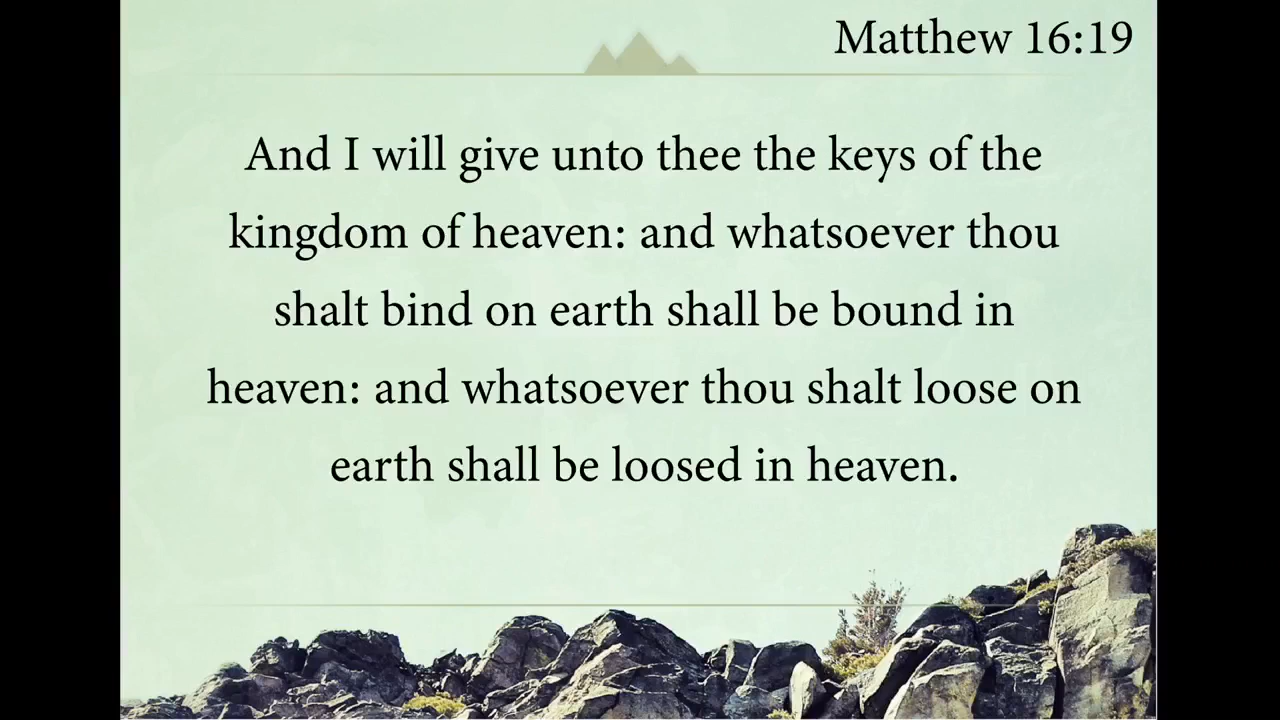 Matthew 16:19
And I will give unto thee the keys of the
kingdom of heaven: and whatsoever thou
shalt bind on earth shall be bound in
heaven: and whatsoever thou shalt loose on
earth shall be loosed in heaven.